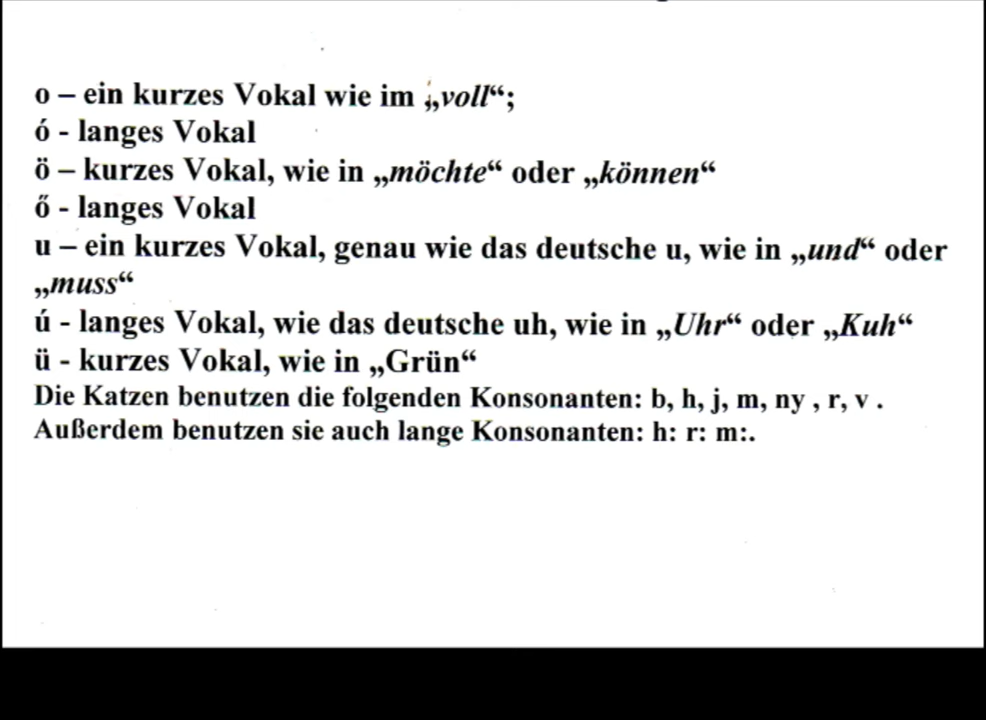 o – ein kurzes Vokal wie im „voll“;
ó - langes Vokal
ö – kurzes Vokal, wie in „möchte“ oder „können“
ő - langes Vokal
u – ein kurzes Vokal, genau wie das deutsche u, wie in „und“ oder
„muss“
ú - langes Vokal, wie das deutsche uh, wie in „Uhr“ oder „Kuh“
ü - kurzes Vokal, wie in „Grün“
Die Katzen benutzen die folgenden Konsonanten: b, h, j, m, ny , r, v .
Außerdem benutzen sie auch lange Konsonanten: h: r: m:.